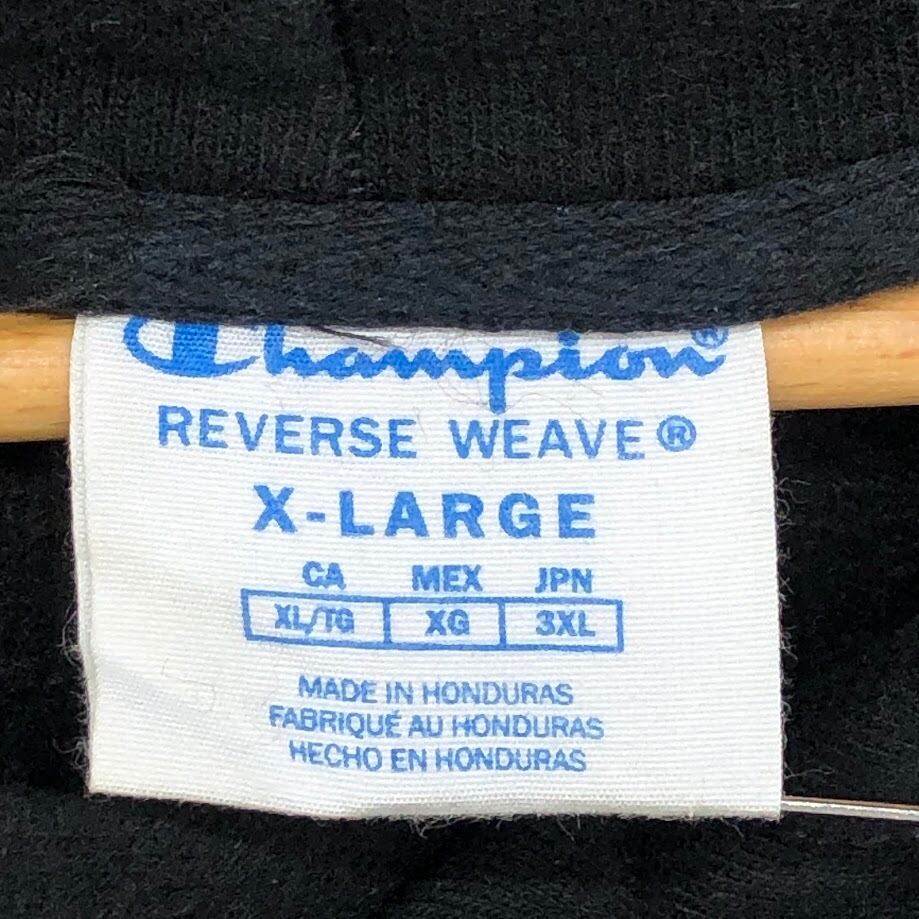 Champion®
REVERSE WEAVE®
X-LARGE
CA MEX JPN
XL/TG XG 3XL
MADE IN HONDURAS
FABRIQUÉ AU HONDURAS
HECHO EN HONDURAS